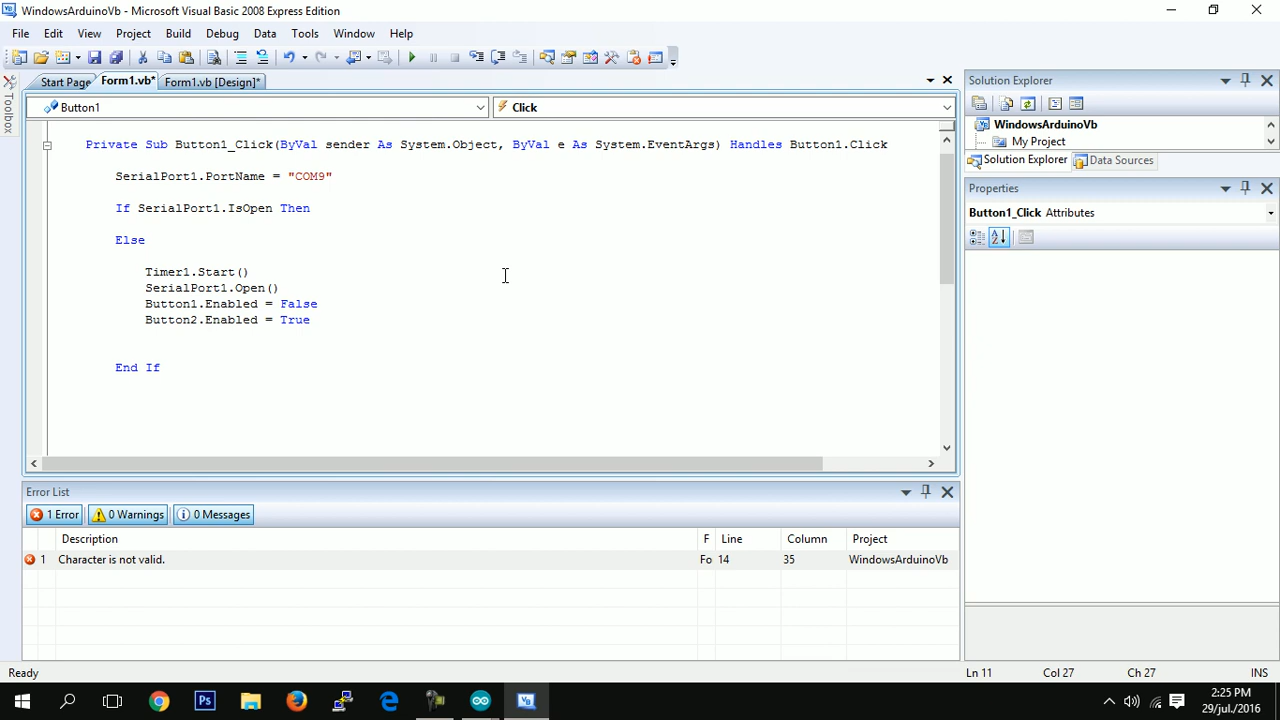 WindowsArduinoVb - Microsoft Visual Basic 2008 Express Edition
File Edit View Project Build Debug Data Tools Window Help
Start Page Form1.vb* Form1.vb [Design]*
Toolbox
Button1 Click
Private Sub Button1_Click(ByVal sender As System.Object, ByVal e As System.EventArgs) Handles Button1.Click
SerialPort1.PortName = "COM9"
If SerialPort1.IsOpen Then
Else
Timer1.Start()
SerialPort1.Open()
Button1.Enabled = False
Button2.Enabled = True
End If
Solution Explorer
WindowsArduinoVb
My Project
Solution Explorer Data Sources
Properties
Button1_Click Attributes
Error List
1 Error 0 Warnings 0 Messages
Description F Line Column Project
1 Character is not valid. Fo 14 35 WindowsArduinoVb
Ready Ln 11 Col 27 Ch 27 INS
2:25 PM
29/jul./2016